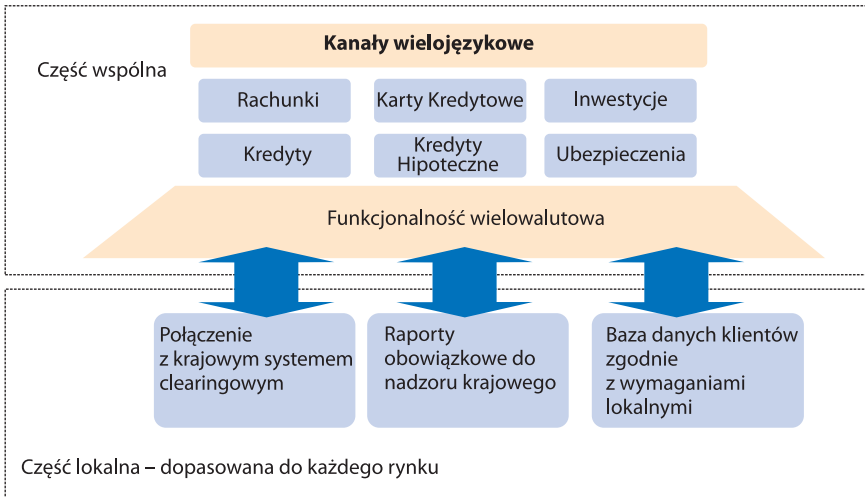 Kanały wielojęzykowe
Część wspólna
Rachunki
Karty Kredytowe
Inwestycje
Kredyty
Kredyty
Hipoteczne
Ubezpieczenia
Funkcjonalność wielowalutowa
Połączenie
z krajowym systemem
clearingowym
Raporty
obowiązkowe do
nadzoru krajowego
Baza danych klientów
zgodnie
z wymaganiami
lokalnymi
Część lokalna – dopasowana do każdego rynku